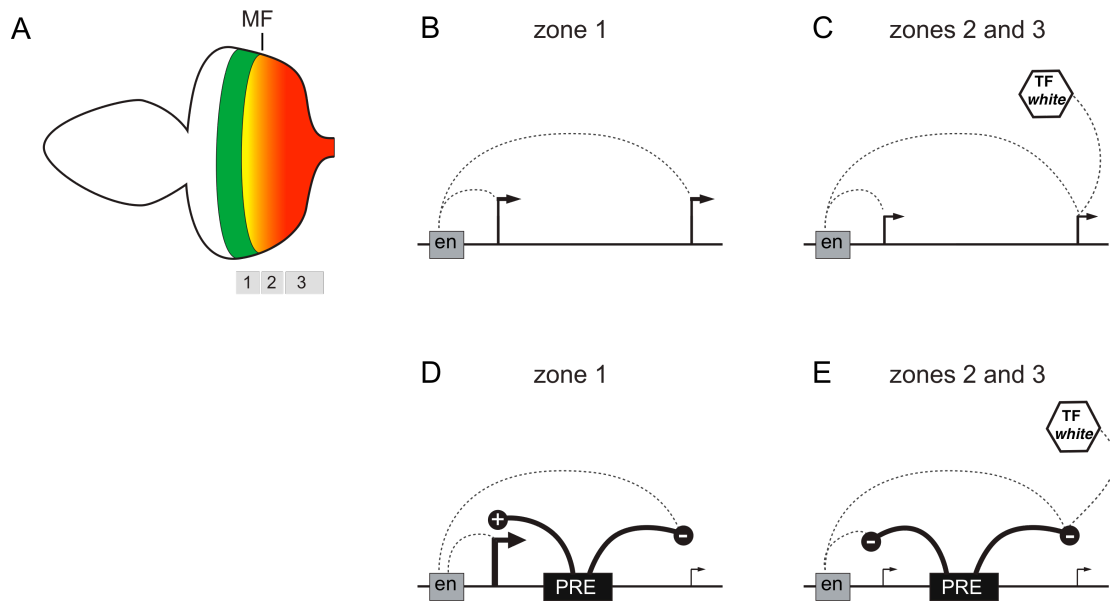 A
MF
1 2 3
B
zone 1
en
C
zones 2 and 3
TF
white
en
D
zone 1
+
-
en
PRE
E
zones 2 and 3
TF
white
-
-
en
PRE